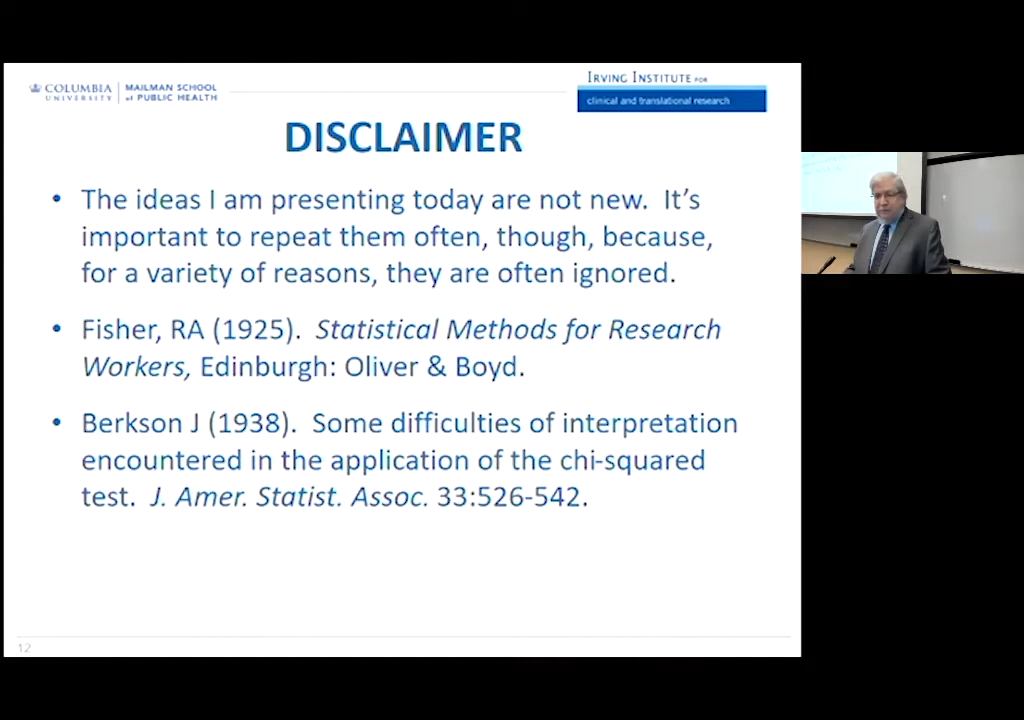 COLUMBIA UNIVERSITY
MAILMAN SCHOOL of PUBLIC HEALTH
IRVING INSTITUTE FOR
clinical and translational research
DISCLAIMER
• The ideas I am presenting today are not new. It's
important to repeat them often, though, because,
for a variety of reasons, they are often ignored.
• Fisher, RA (1925). Statistical Methods for Research
Workers, Edinburgh: Oliver & Boyd.
• Berkson J (1938). Some difficulties of interpretation
encountered in the application of the chi-squared
test. J. Amer. Statist. Assoc. 33:526-542.
12